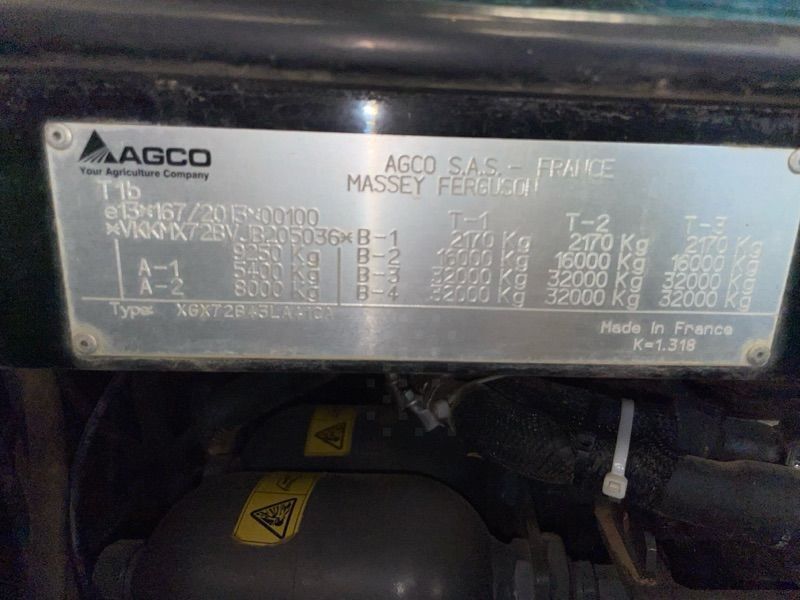 AGCO
Your Agriculture Company
AGCO S.A.S. - FRANCE
MASSEY FERGUSON
T1b
e13*167/2013*00100
*VKKMX72BVJB205036*
T-1 T-2 T-3
B-1 2170 Kg 2170 Kg 2170 Kg
9250 Kg B-2 16000 Kg 16000 Kg 16000 Kg
A-1 5400 Kg B-3 32000 Kg 32000 Kg 32000 Kg
A-2 8000 Kg B-4 32000 Kg 32000 Kg 32000 Kg
Type:
Made In France
K=1.318